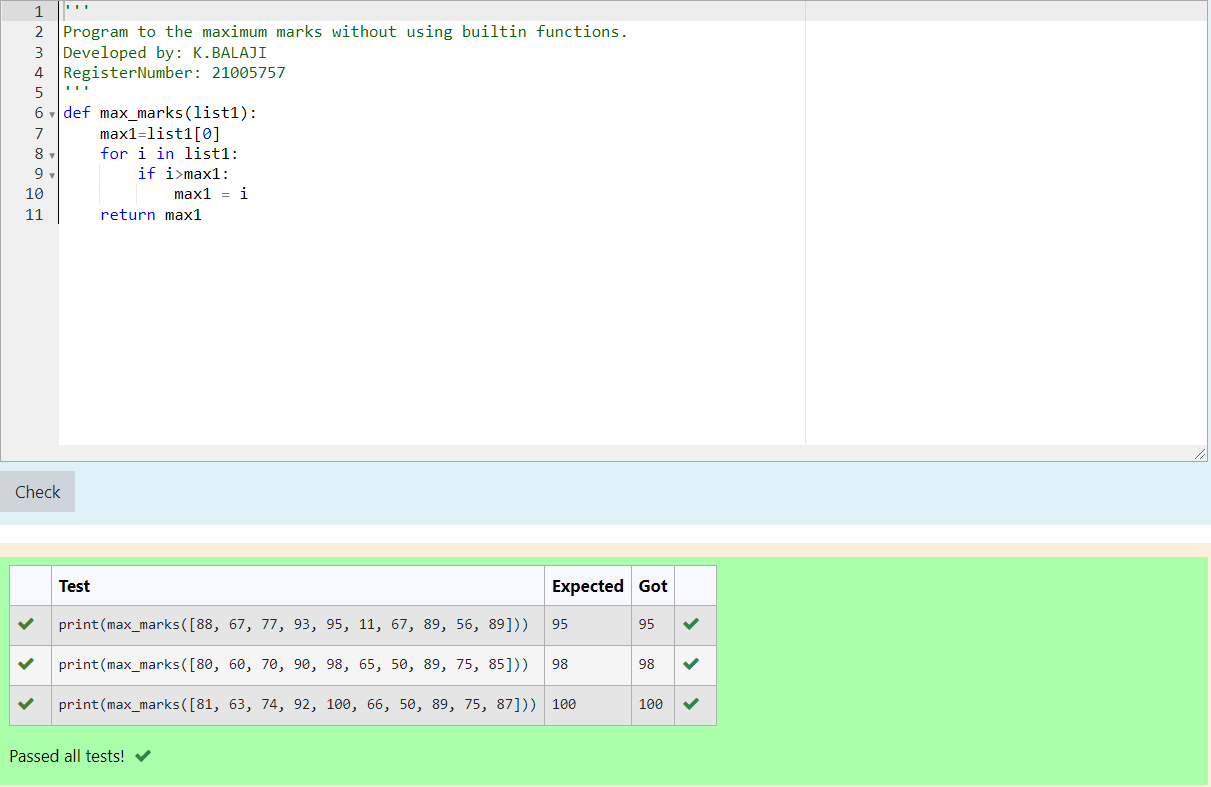 1 '''
2 Program to the maximum marks without using builtin functions.
3 Developed by: K.BALAJI
4 RegisterNumber: 21005757
5 '''
6 def max_marks(list1):
7     max1=list1[0]
8     for i in list1:
9         if i>max1:
10             max1 = i
11     return max1
Check
Test Expected Got
print(max_marks([88, 67, 77, 93, 95, 11, 67, 89, 56, 89])) 95 95
print(max_marks([80, 60, 70, 90, 98, 65, 50, 89, 75, 85])) 98 98
print(max_marks([81, 63, 74, 92, 100, 66, 50, 89, 75, 87])) 100 100
Passed all tests!